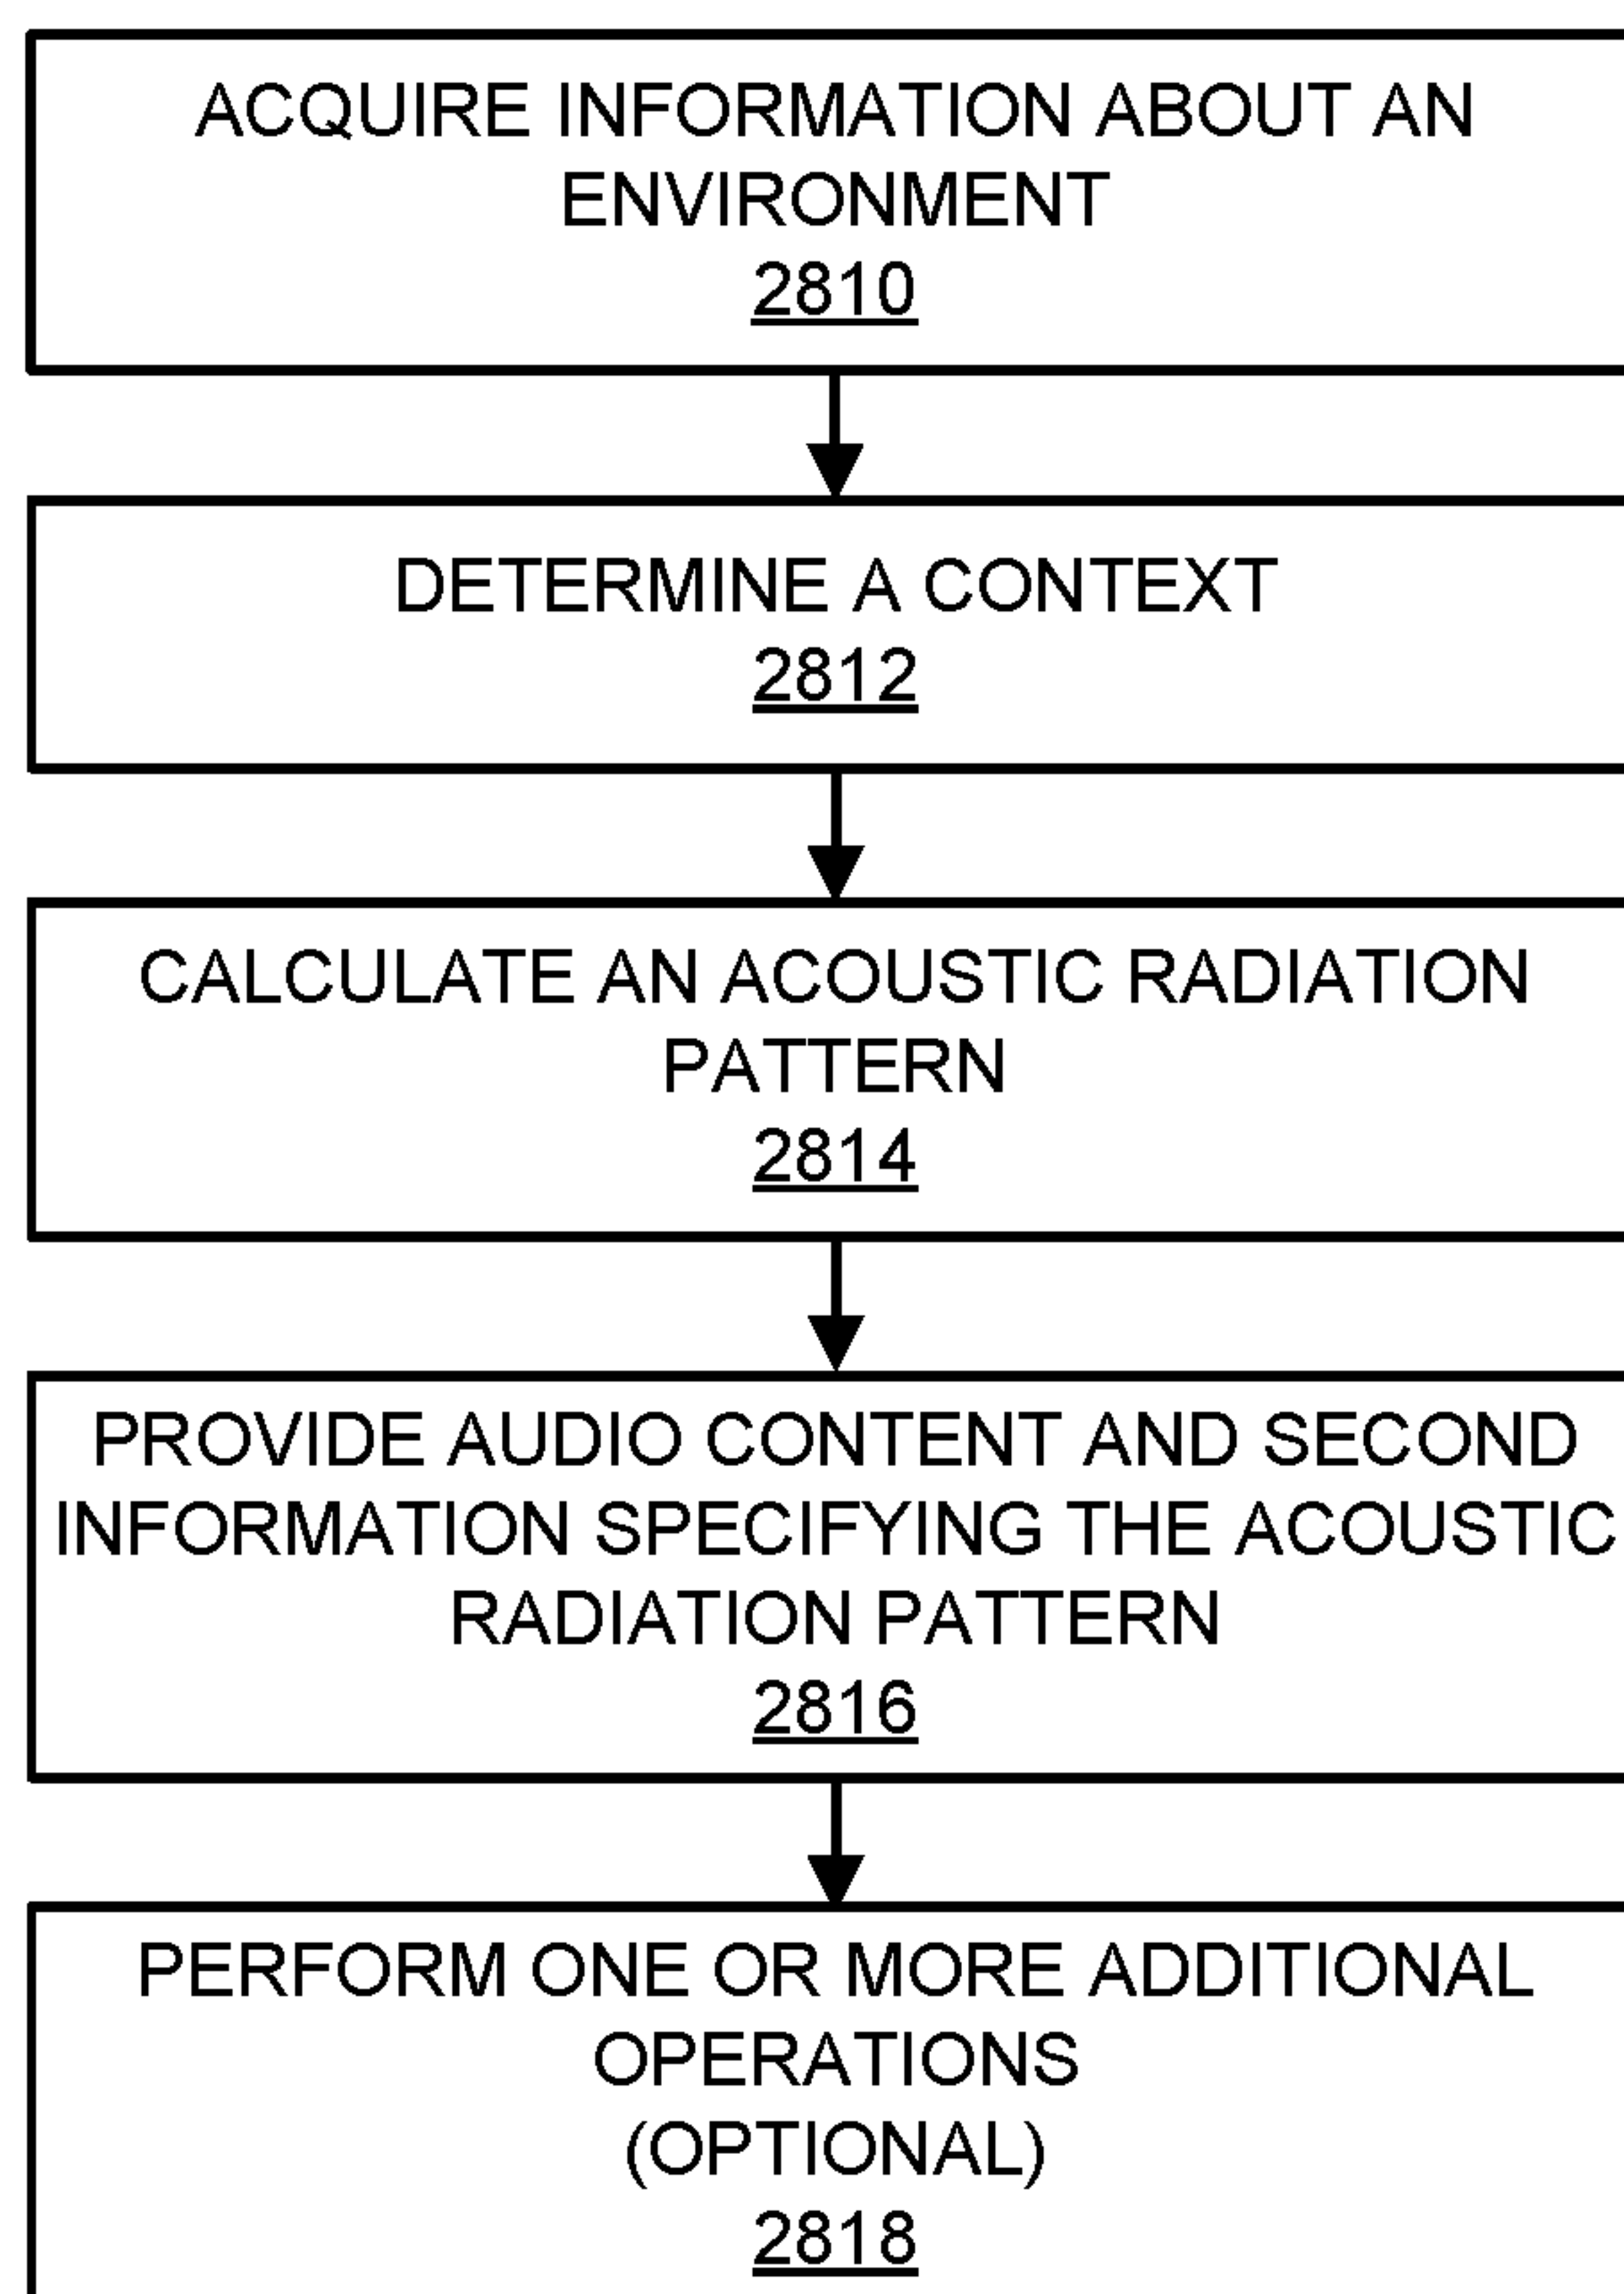 ACQUIRE INFORMATION ABOUT AN
ENVIRONMENT
2810
DETERMINE A CONTEXT
2812
CALCULATE AN ACOUSTIC RADIATION
PATTERN
2814
PROVIDE AUDIO CONTENT AND SECOND
INFORMATION SPECIFYING THE ACOUSTIC
RADIATION PATTERN
2816
PERFORM ONE OR MORE ADDITIONAL
OPERATIONS
(OPTIONAL)
2818